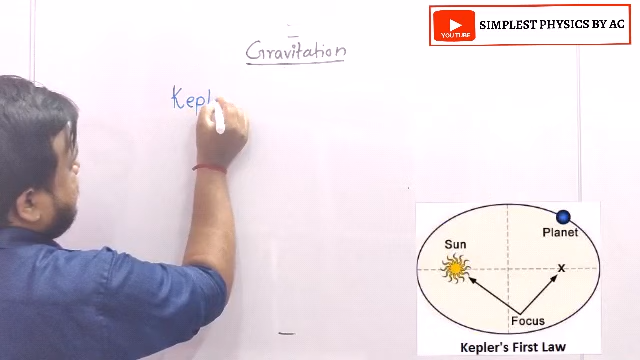 SIMPLEST PHYSICS BY AC
YOUTUBE
Gravitation
Kepl
Planet
Sun
x
Focus
Kepler's First Law